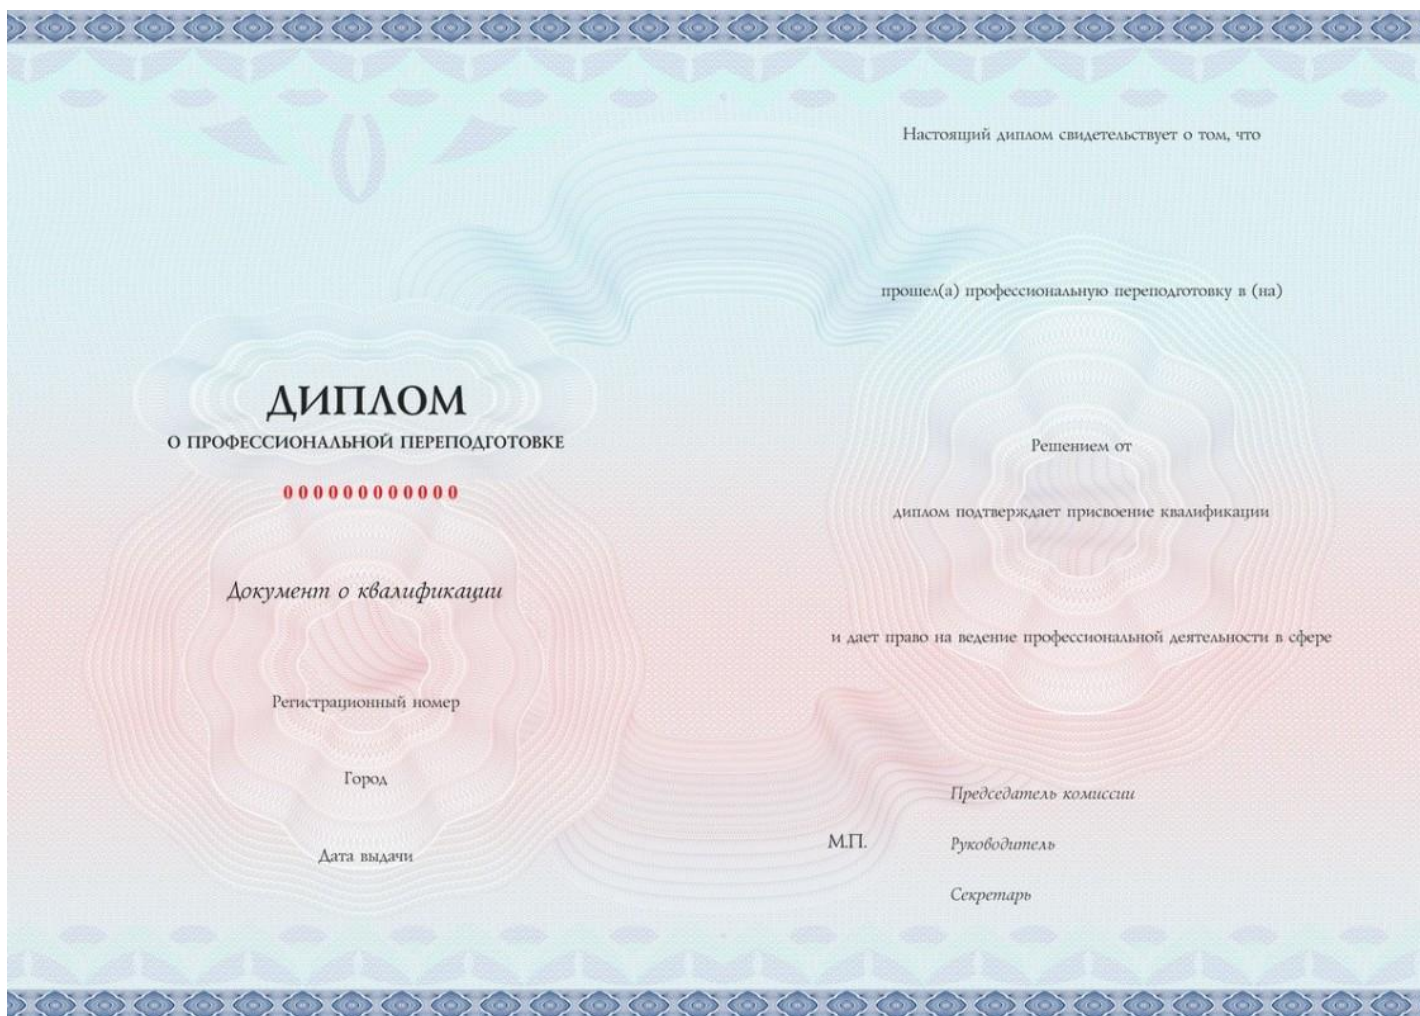 ДИПЛОМ
О ПРОФЕССИОНАЛЬНОЙ ПЕРЕПОДГОТОВКЕ
000000000000
Документ о квалификации
Регистрационный номер
Город
Дата выдачи
Настоящий диплом свидетельствует о том, что
прошел(а) профессиональную переподготовку в (на)
Решением от
диплом подтверждает присвоение квалификации
и дает право на ведение профессиональной деятельности в сфере
Председатель комиссии
М.П.
Руководитель
Секретарь